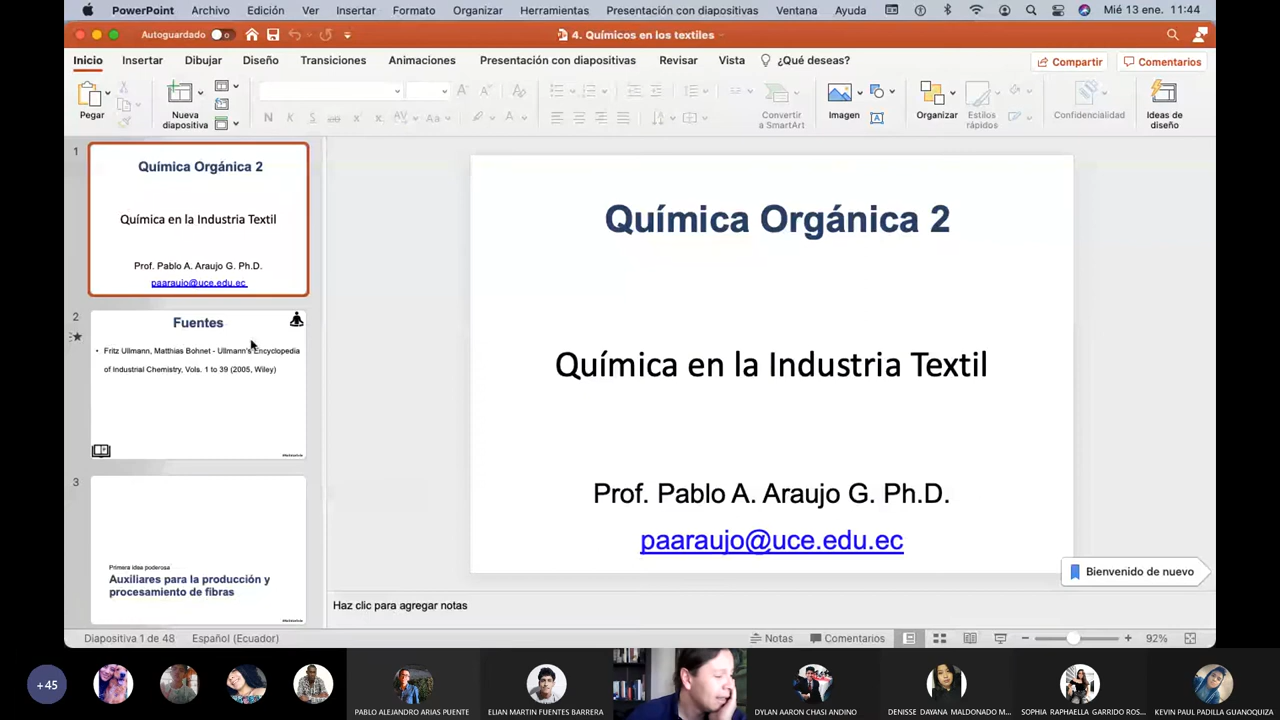 PowerPoint Archivo Edición Ver Insertar Formato Organizar Herramientas Presentación con diapositivas Ventana Ayuda Mié 13 ene. 11:44
Autoguardado 4. Químicos en los textiles
Inicio Insertar Dibujar Diseño Transiciones Animaciones Presentación con diapositivas Revisar Vista ¿Qué deseas? Compartir Comentarios
Pegar
Nueva
diapositiva
Convertir
a SmartArt
Imagen
Organizar
Estilos
rápidos
Confidencialidad
Ideas de
diseño
1
Química Orgánica 2
Química en la Industria Textil
Prof. Pablo A. Araujo G. Ph.D.
paaraujo@uce.edu.ec
2
Fuentes
• Fritz Ullmann, Matthias Bohnet - Ullmann's Encyclopedia
of Industrial Chemistry, Vols. 1 to 39 (2005, Wiley)
3
Primera idea poderosa
Auxiliares para la producción y
procesamiento de fibras
Química Orgánica 2
Química en la Industria Textil
Prof. Pablo A. Araujo G. Ph.D.
paaraujo@uce.edu.ec
Bienvenido de nuevo
Haz clic para agregar notas
Diapositiva 1 de 48 Español (Ecuador) Notas Comentarios 92%
+45
PABLO ALEJANDRO ARIAS PUENTE
ELIAN MARTIN FUENTES BARRERA
DYLAN AARON CHASI ANDINO
DENISSE DAYANA MALDONADO M...
SOPHIA RAPHAELLA GARRIDO ROS...
KEVIN PAUL PADILLA GUANOQUIZA